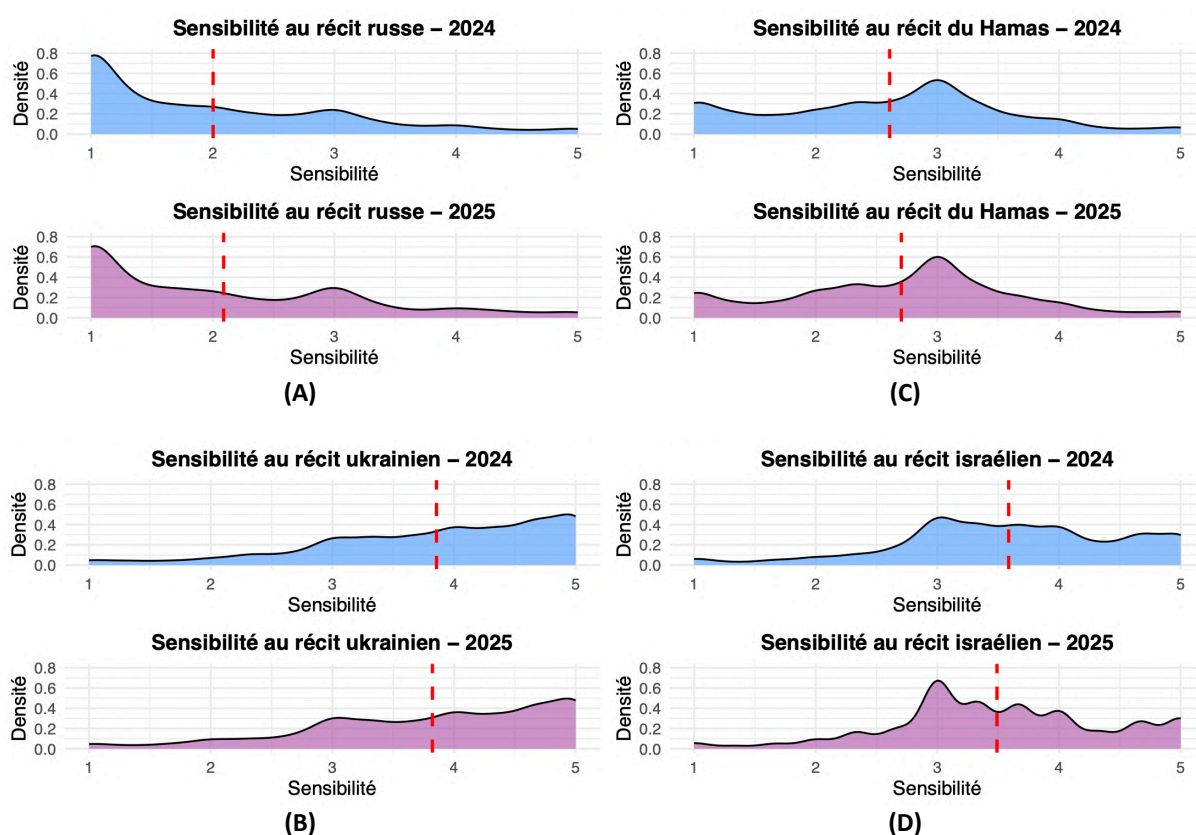 Sensibilité au récit russe – 2024
Densité
0.8
0.6
0.4
0.2
0.0
1 2 3 4 5
Sensibilité
Sensibilité au récit russe – 2025
Densité
0.8
0.6
0.4
0.2
0.0
1 2 3 4 5
Sensibilité
(A)
Sensibilité au récit du Hamas – 2024
Densité
0.8
0.6
0.4
0.2
0.0
1 2 3 4 5
Sensibilité
Sensibilité au récit du Hamas – 2025
Densité
0.8
0.6
0.4
0.2
0.0
1 2 3 4 5
Sensibilité
(C)
Sensibilité au récit ukrainien – 2024
Densité
0.8
0.6
0.4
0.2
0.0
1 2 3 4 5
Sensibilité
Sensibilité au récit ukrainien – 2025
Densité
0.8
0.6
0.4
0.2
0.0
1 2 3 4 5
Sensibilité
(B)
Sensibilité au récit israélien – 2024
Densité
0.8
0.6
0.4
0.2
0.0
1 2 3 4 5
Sensibilité
Sensibilité au récit israélien – 2025
Densité
0.8
0.6
0.4
0.2
0.0
1 2 3 4 5
Sensibilité
(D)